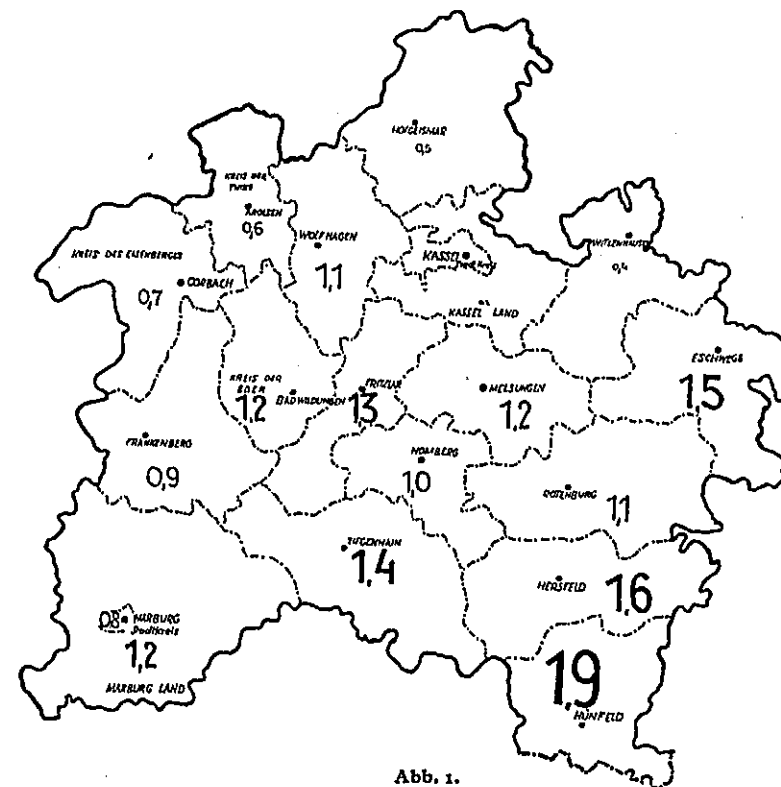 HOFGEISMAR
0,5
KREIS DER
TWISTE
AROLSEN
0,6
WOLFHAGEN
1,1
KASSEL
Stadtkreis
KASSEL LAND
WITZENHAUSEN
0,4
KREIS DES EISENBERGES
CORBACH
0,7
ESCHWEGE
1,5
KREIS DER
EDER
BAD WILDUNGEN
1,2
FRITZLAR
1,3
MELSUNGEN
1,2
FRANKENBERG
0,9
HOMBERG
1,0
ROTENBURG
1,1
ZIEGENHAIN
1,4
HERSFELD
1,6
0,8 MARBURG
Stadtkreis
1,2
MARBURG LAND
1,9
HÜNFELD
Abb. 1.